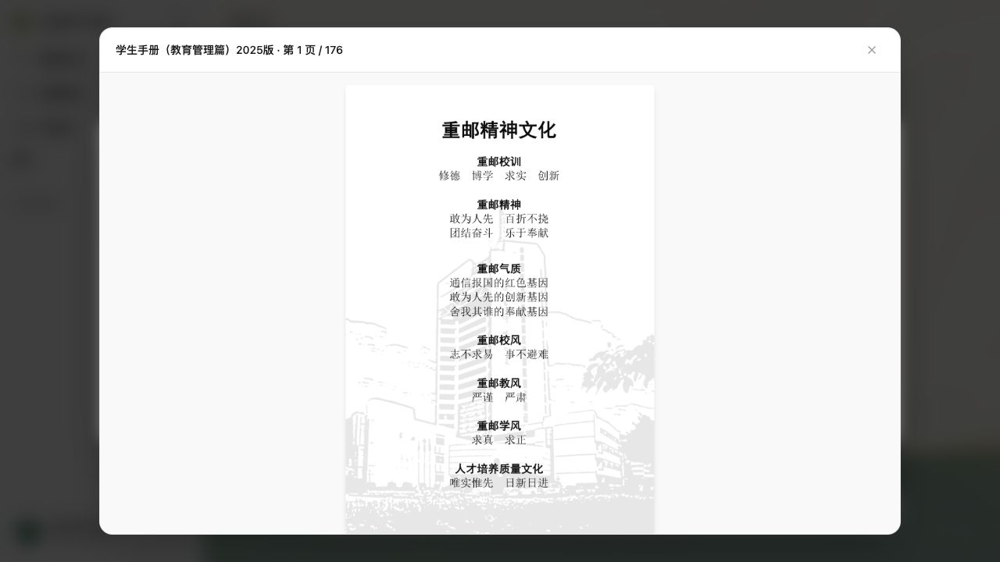 学生手册（教育管理篇）2025版 · 第 1 页 / 176
重邮精神文化
重邮校训
修德　博学　求实　创新
重邮精神
敢为人先　百折不挠
团结奋斗　乐于奉献
重邮气质
通信报国的红色基因
敢为人先的创新基因
舍我其谁的奉献基因
重邮校风
志不求易　事不避难
重邮教风
严谨　严肃
重邮学风
求真　求正
人才培养质量文化
唯实惟先　日新日进